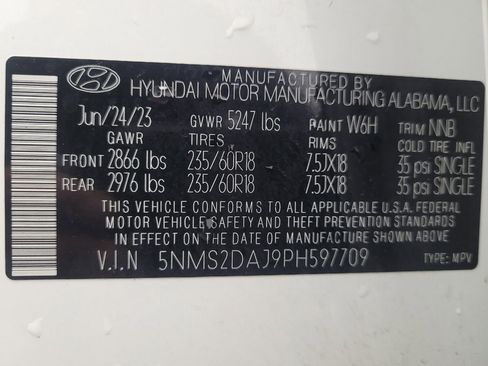 MANUFACTURED BY
HYUNDAI MOTOR MANUFACTURING ALABAMA, LLC
Jun/24/23 GVWR 5247 lbs PAINT W6H TRIM NNB
GAWR TIRES RIMS COLD TIRE INFL
FRONT 2866 lbs 235/60R18 7.5JX18 35 psi SINGLE
REAR 2976 lbs 235/60R18 7.5JX18 35 psi SINGLE
THIS VEHICLE CONFORMS TO ALL APPLICABLE U.S.A. FEDERAL
MOTOR VEHICLE SAFETY AND THEFT PREVENTION STANDARDS
IN EFFECT ON THE DATE OF MANUFACTURE SHOWN ABOVE
V.I.N 5NMS2DAJ9PH597709 TYPE: MPV